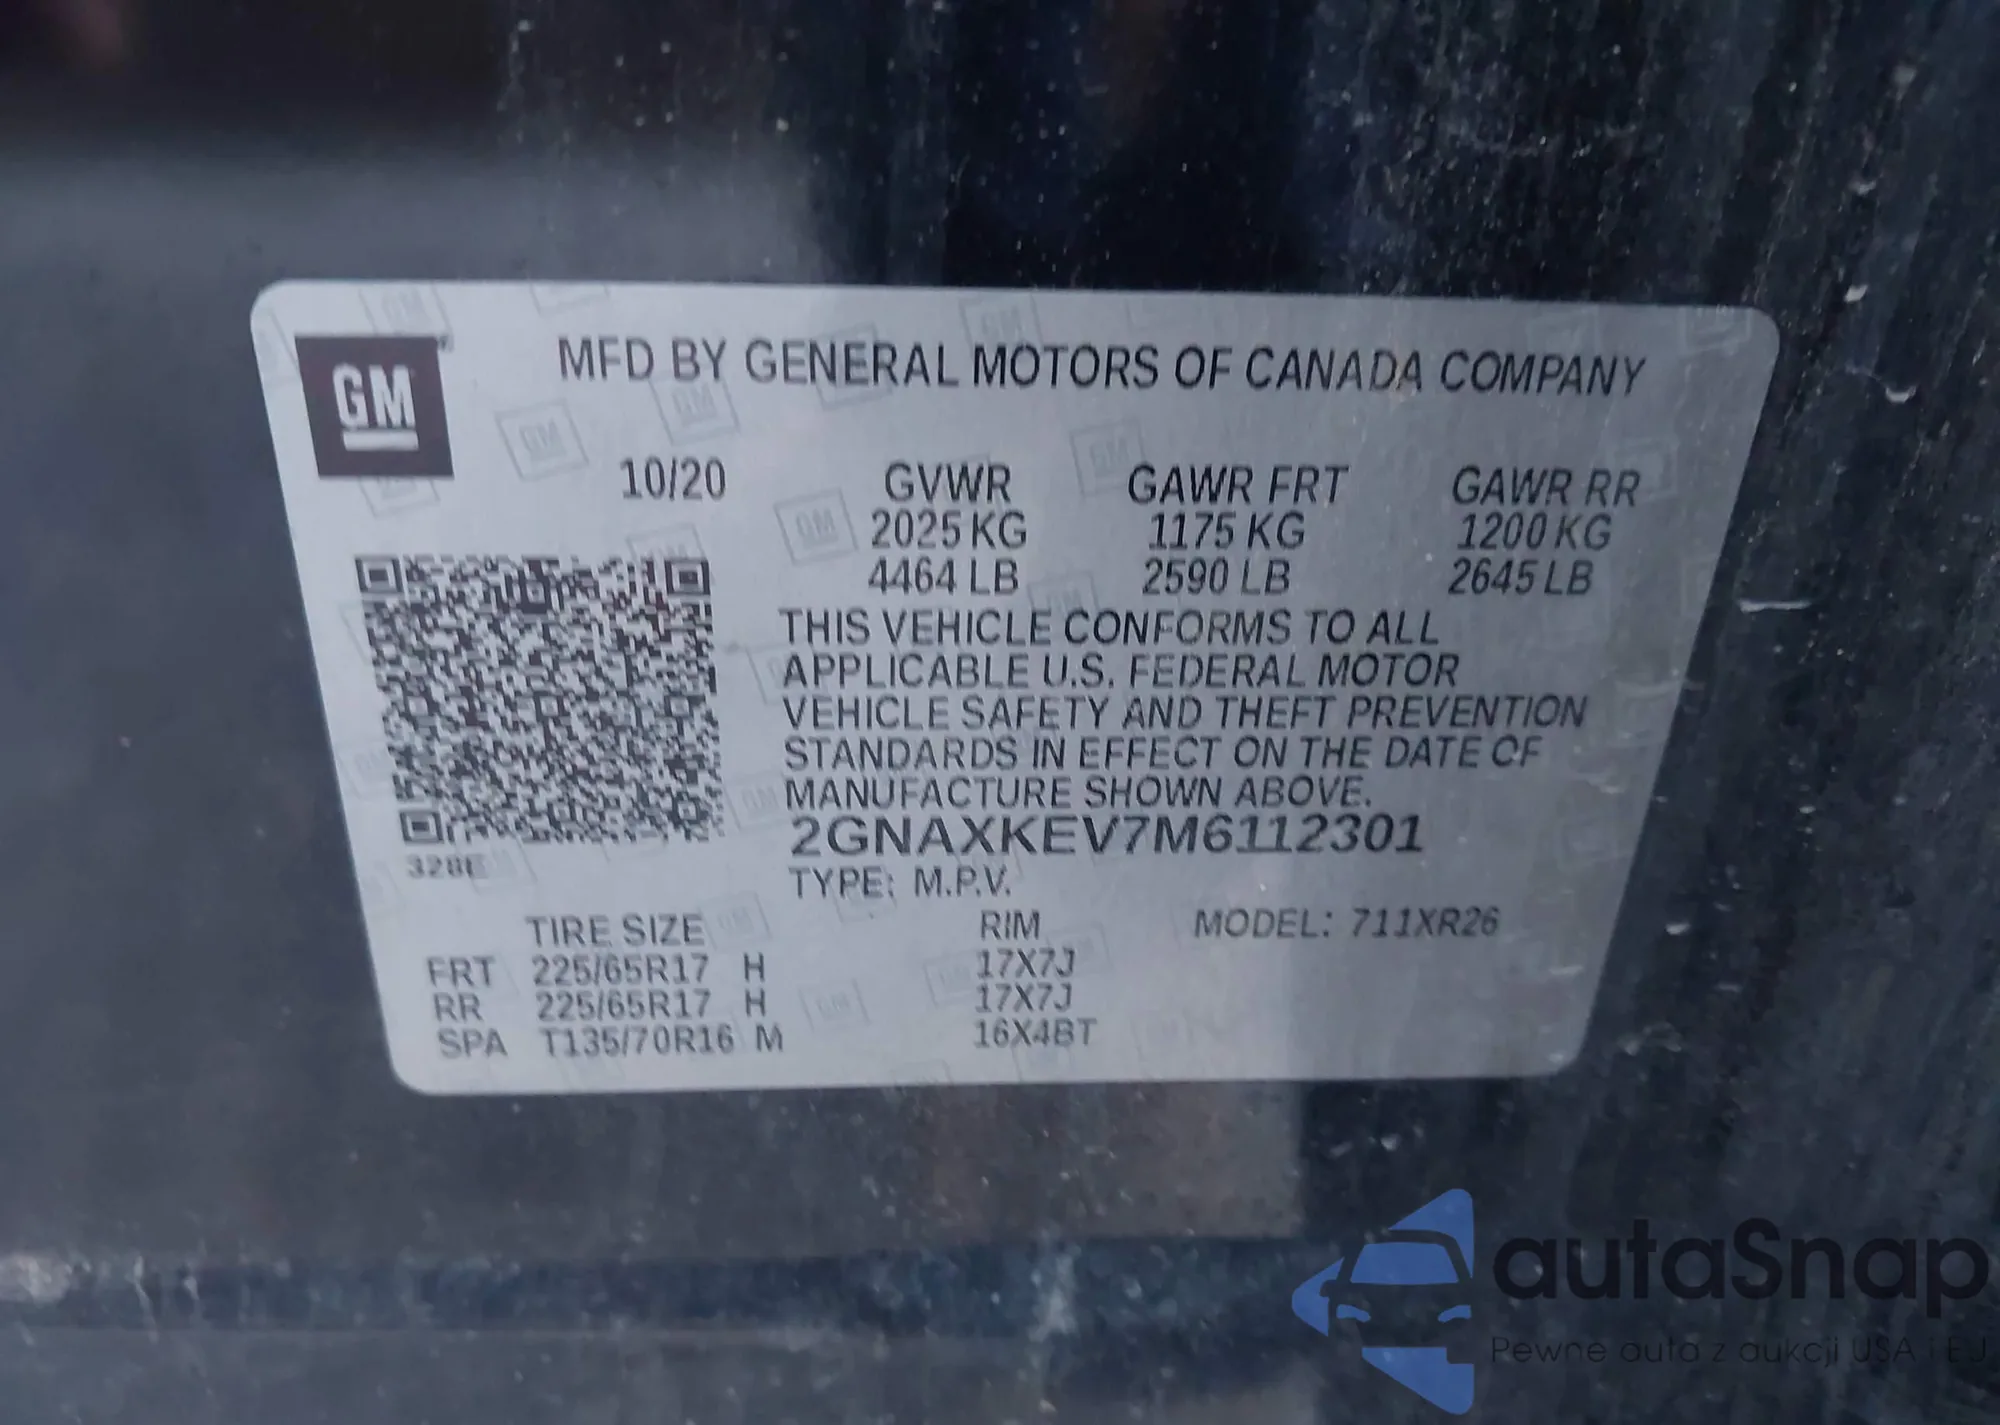 GM
MFD BY GENERAL MOTORS OF CANADA COMPANY
10/20 GVWR GAWR FRT GAWR RR
2025 KG 1175 KG 1200 KG
4464 LB 2590 LB 2645 LB
THIS VEHICLE CONFORMS TO ALL
APPLICABLE U.S. FEDERAL MOTOR
VEHICLE SAFETY AND THEFT PREVENTION
STANDARDS IN EFFECT ON THE DATE OF
MANUFACTURE SHOWN ABOVE.
2GNAXKEV7M6112301
328E
TYPE: M.P.V.
TIRE SIZE RIM MODEL: 711XR26
FRT 225/65R17 H 17X7J
RR 225/65R17 H 17X7J
SPA T135/70R16 M 16X4BT
autaSnap
Pewne auta z aukcji USA i EU